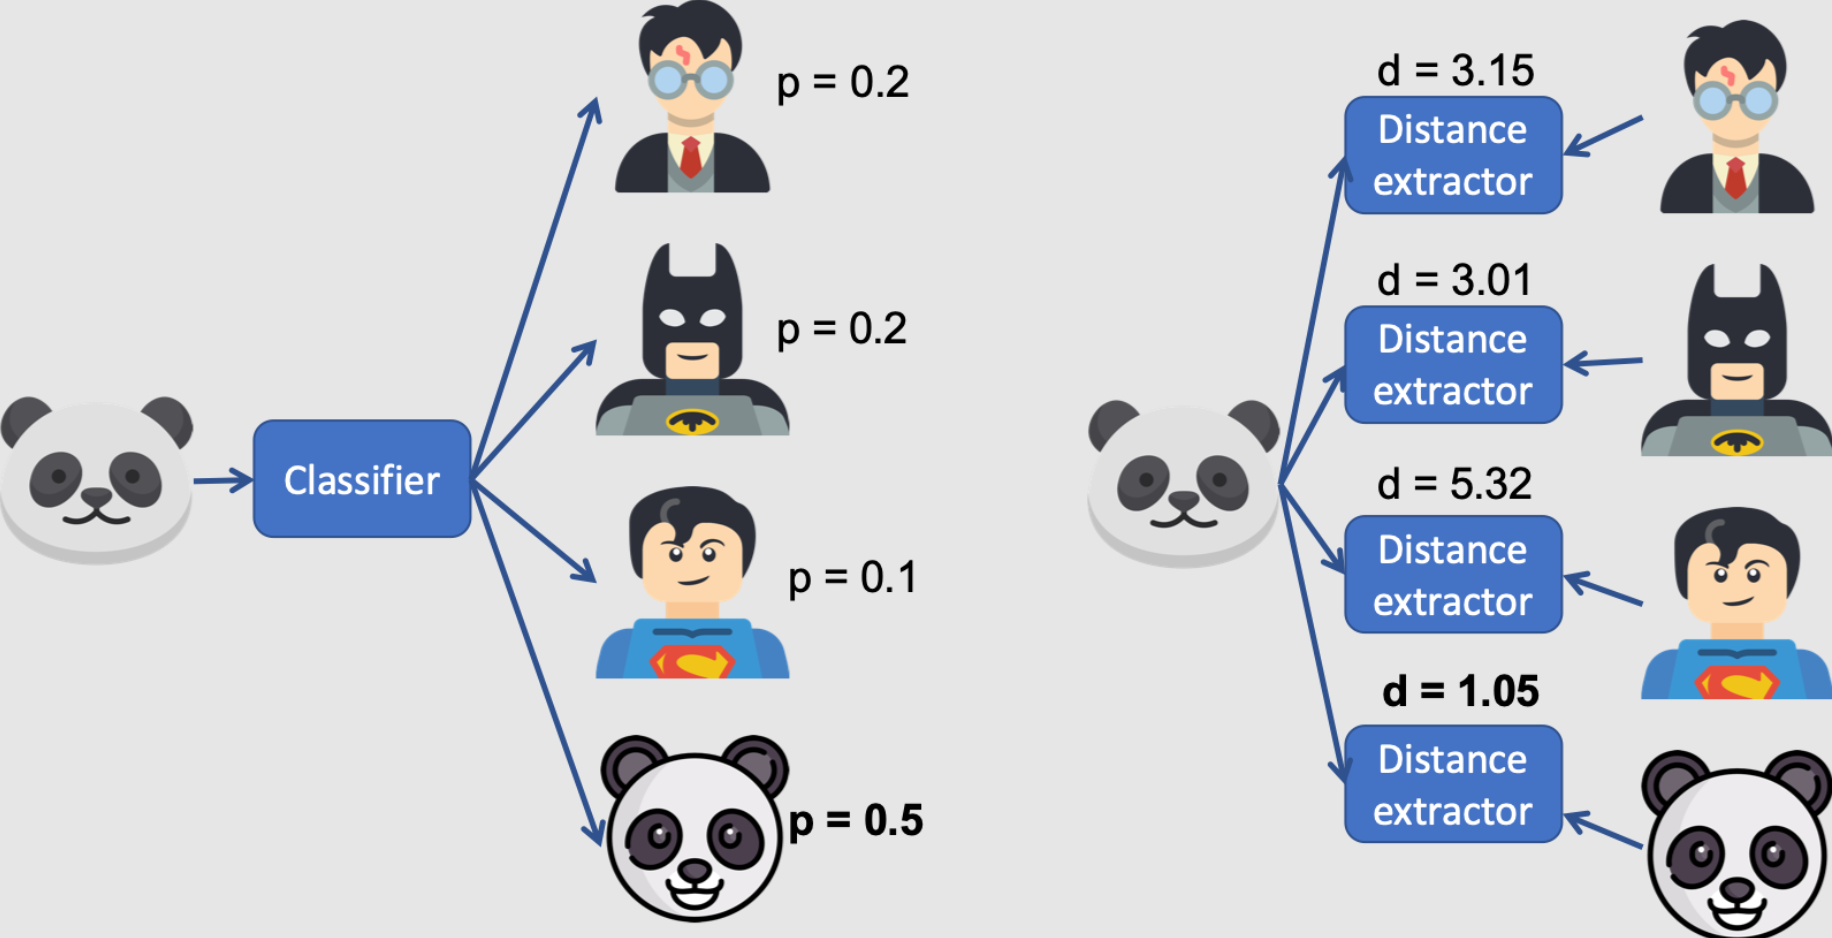 p = 0.2
p = 0.2
Classifier
p = 0.1
p = 0.5
d = 3.15
Distance
extractor
d = 3.01
Distance
extractor
d = 5.32
Distance
extractor
d = 1.05
Distance
extractor